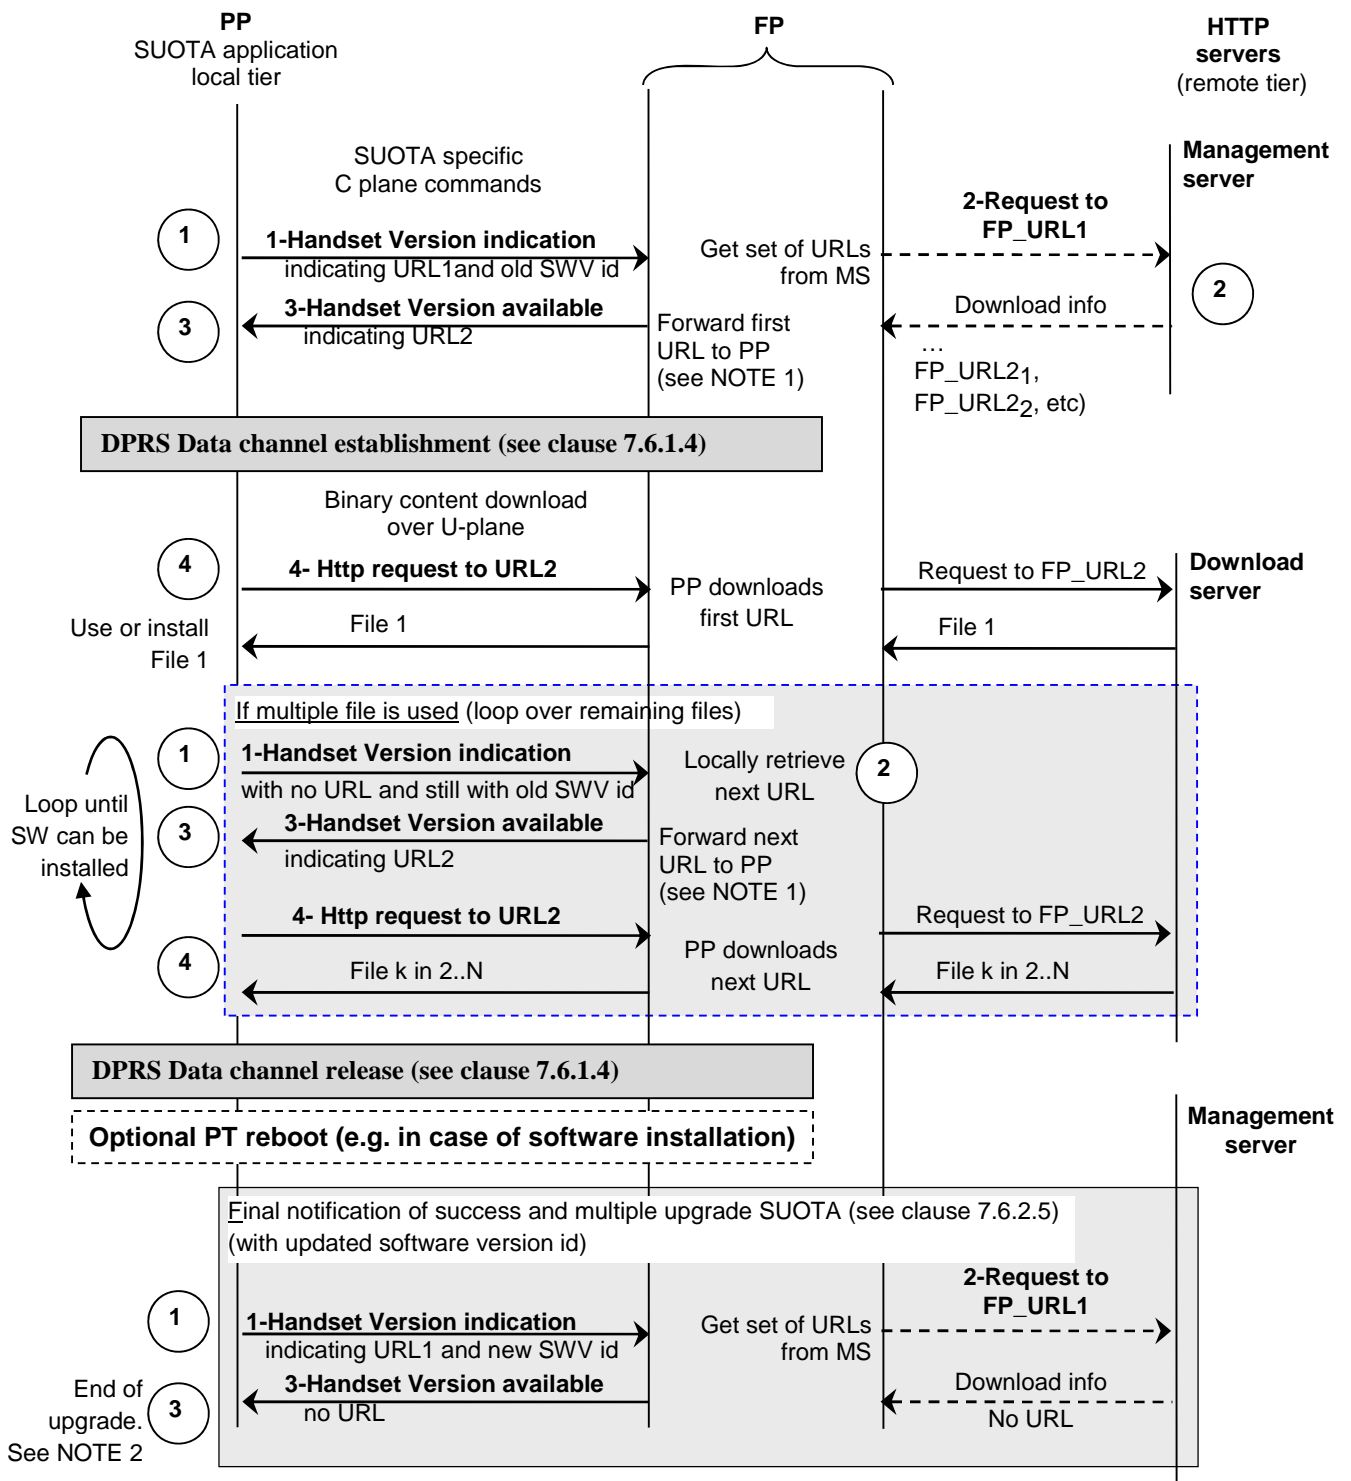 PP
SUOTA application
local tier
FP
HTTP
servers
(remote tier)
Management
server
SUOTA specific
C plane commands
1
1-Handset Version indication
indicating URL1and old SWV id
Get set of URLs
from MS
2-Request to
FP_URL1
2
3
3-Handset Version available
indicating URL2
Forward first
URL to PP
(see NOTE 1)
Download info
…
FP_URL2₁,
FP_URL2₂, etc)
DPRS Data channel establishment (see clause 7.6.1.4)
Binary content download
over U-plane
4
4- Http request to URL2
PP downloads
first URL
Request to FP_URL2
Download
server
Use or install
File 1
File 1
File 1
If multiple file is used (loop over remaining files)
Loop until
SW can be
installed
1
1-Handset Version indication
with no URL and still with old SWV id
Locally retrieve
next URL
2
3
3-Handset Version available
indicating URL2
Forward next
URL to PP
(see NOTE 1)
4- Http request to URL2
Request to FP_URL2
4
File k in 2..N
PP downloads
next URL
File k in 2..N
DPRS Data channel release (see clause 7.6.1.4)
Optional PT reboot (e.g. in case of software installation)
Management
server
Final notification of success and multiple upgrade SUOTA (see clause 7.6.2.5)
(with updated software version id)
1
1-Handset Version indication
indicating URL1 and new SWV id
Get set of URLs
from MS
2-Request to
FP_URL1
End of
upgrade.
See NOTE 2
3
3-Handset Version available
no URL
Download info
No URL